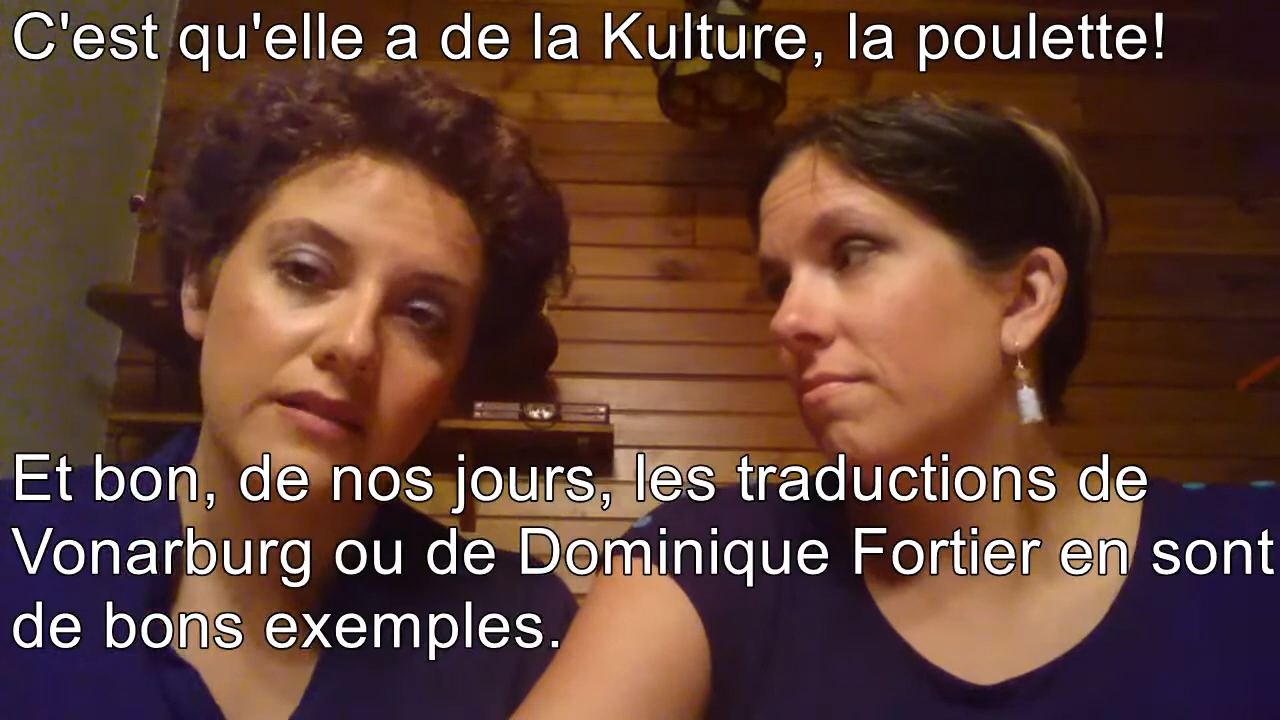 C'est qu'elle a de la Kulture, la poulette!
Et bon, de nos jours, les traductions de
Vonarburg ou de Dominique Fortier en sont
de bons exemples.